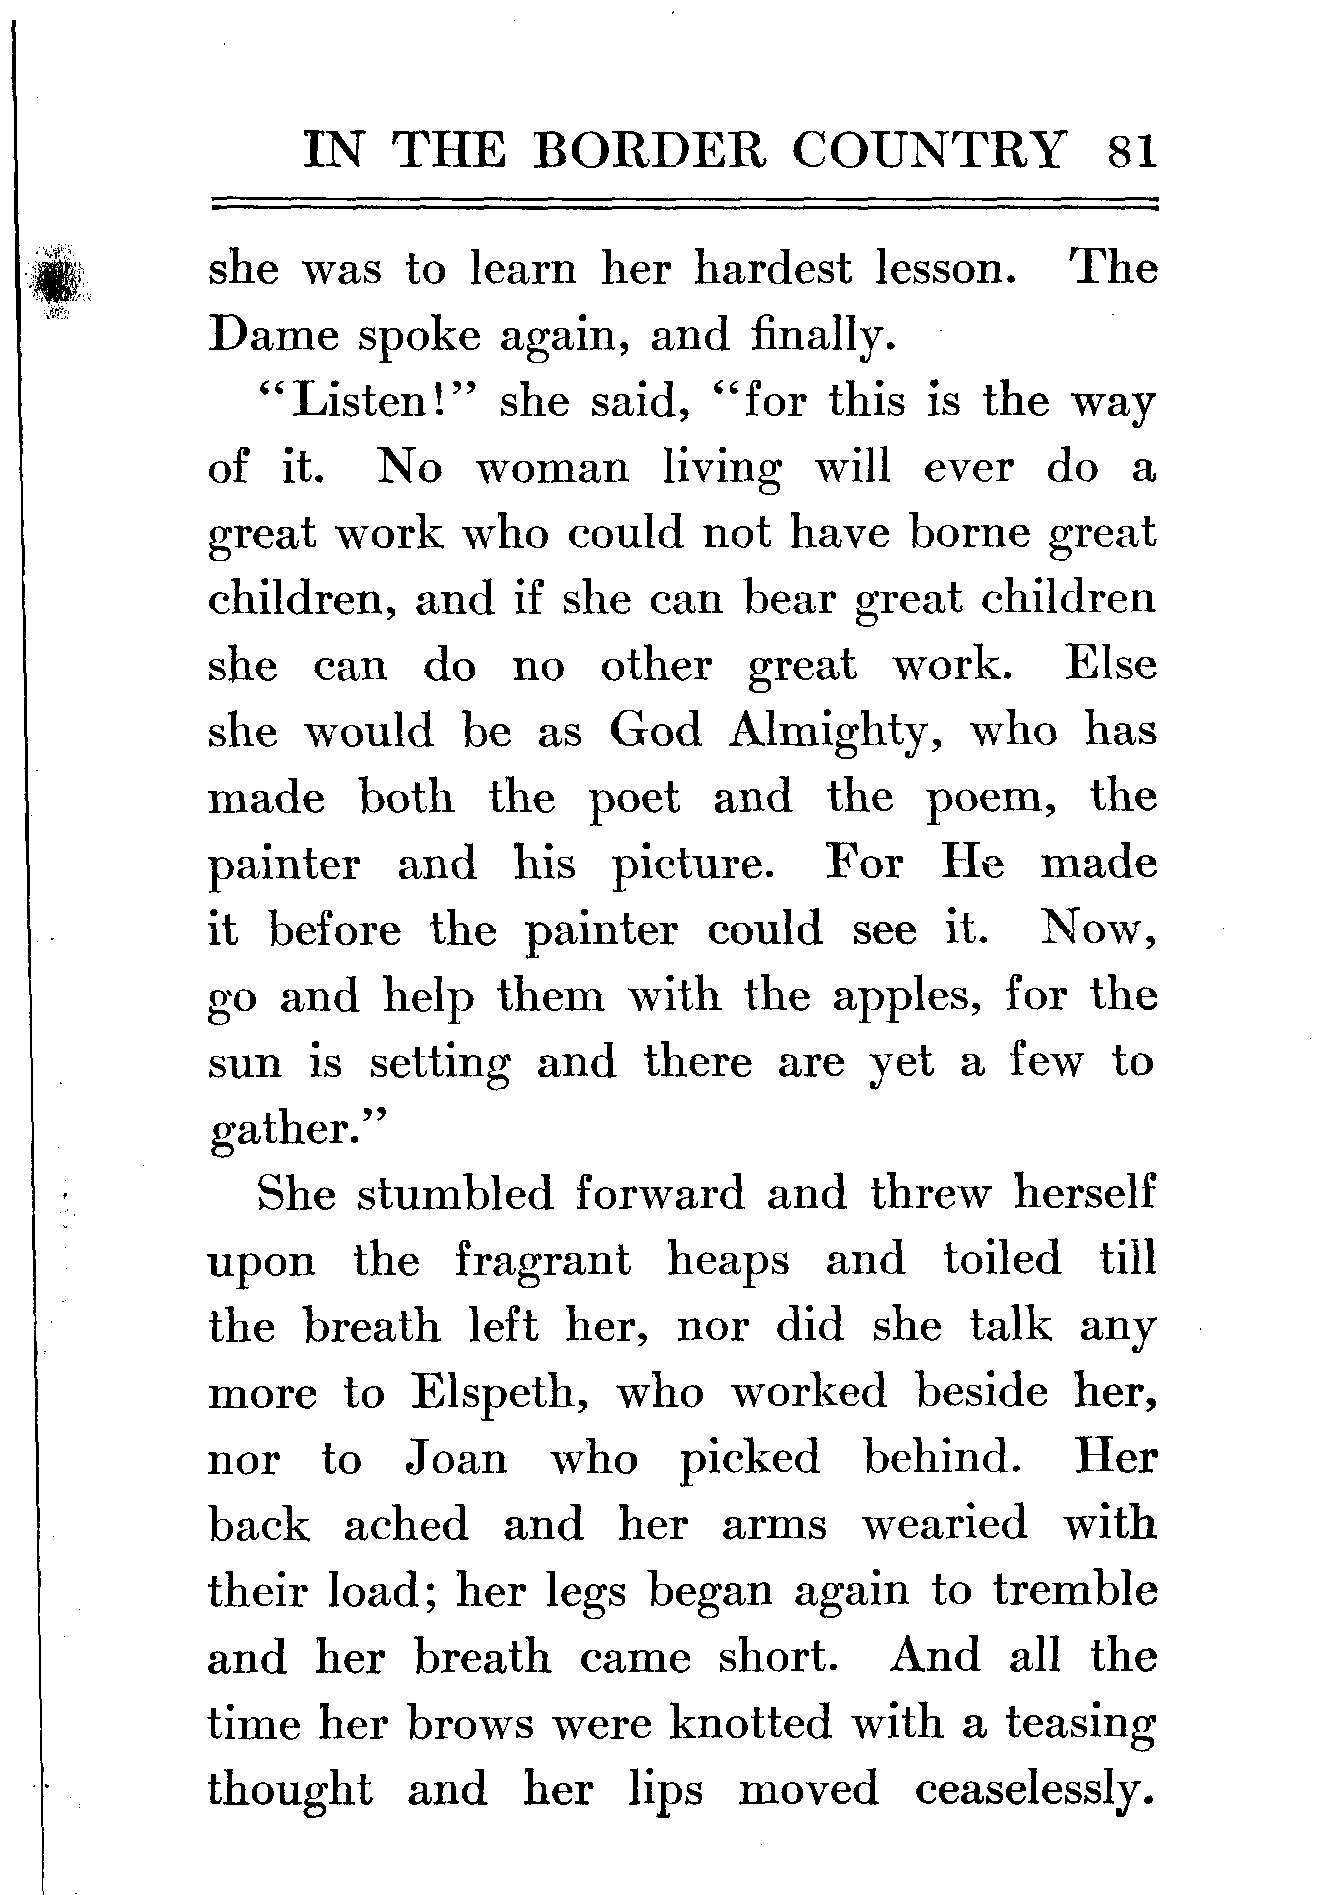 IN THE BORDER COUNTRY 81
she was to learn her hardest lesson. The
Dame spoke again, and finally.
“Listen!” she said, “for this is the way
of it. No woman living will ever do a
great work who could not have borne great
children, and if she can bear great children
she can do no other great work. Else
she would be as God Almighty, who has
made both the poet and the poem, the
painter and his picture. For He made
it before the painter could see it. Now,
go and help them with the apples, for the
sun is setting and there are yet a few to
gather.”
She stumbled forward and threw herself
upon the fragrant heaps and toiled till
the breath left her, nor did she talk any
more to Elspeth, who worked beside her,
nor to Joan who picked behind. Her
back ached and her arms wearied with
their load; her legs began again to tremble
and her breath came short. And all the
time her brows were knotted with a teasing
thought and her lips moved ceaselessly.